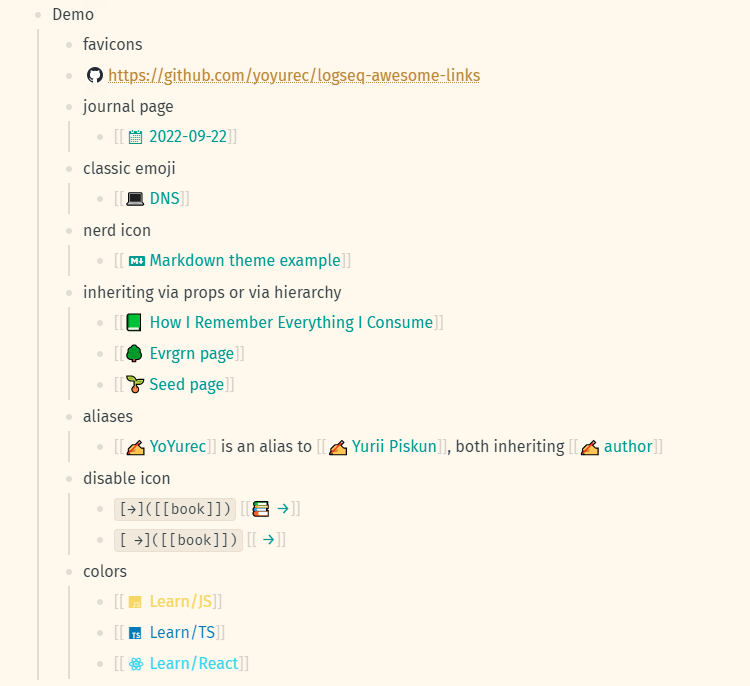 Demo
favicons
https://github.com/yoyurec/logseq-awesome-links
journal page
[[ 2022-09-22]]
classic emoji
[[💻 DNS]]
nerd icon
[[ Markdown theme example]]
inheriting via props or via hierarchy
[[📗 How I Remember Everything I Consume]]
[[🌳 Evrgrn page]]
[[🌱 Seed page]]
aliases
[[✍ YoYurec]] is an alias to [[✍ Yurii Piskun]], both inheriting [[✍ author]]
disable icon
[→]([[book]]) [[📚 →]]
[ →]([[book]]) [[ →]]
colors
[[ JS Learn/JS]]
[[ TS Learn/TS]]
[[ Learn/React]]